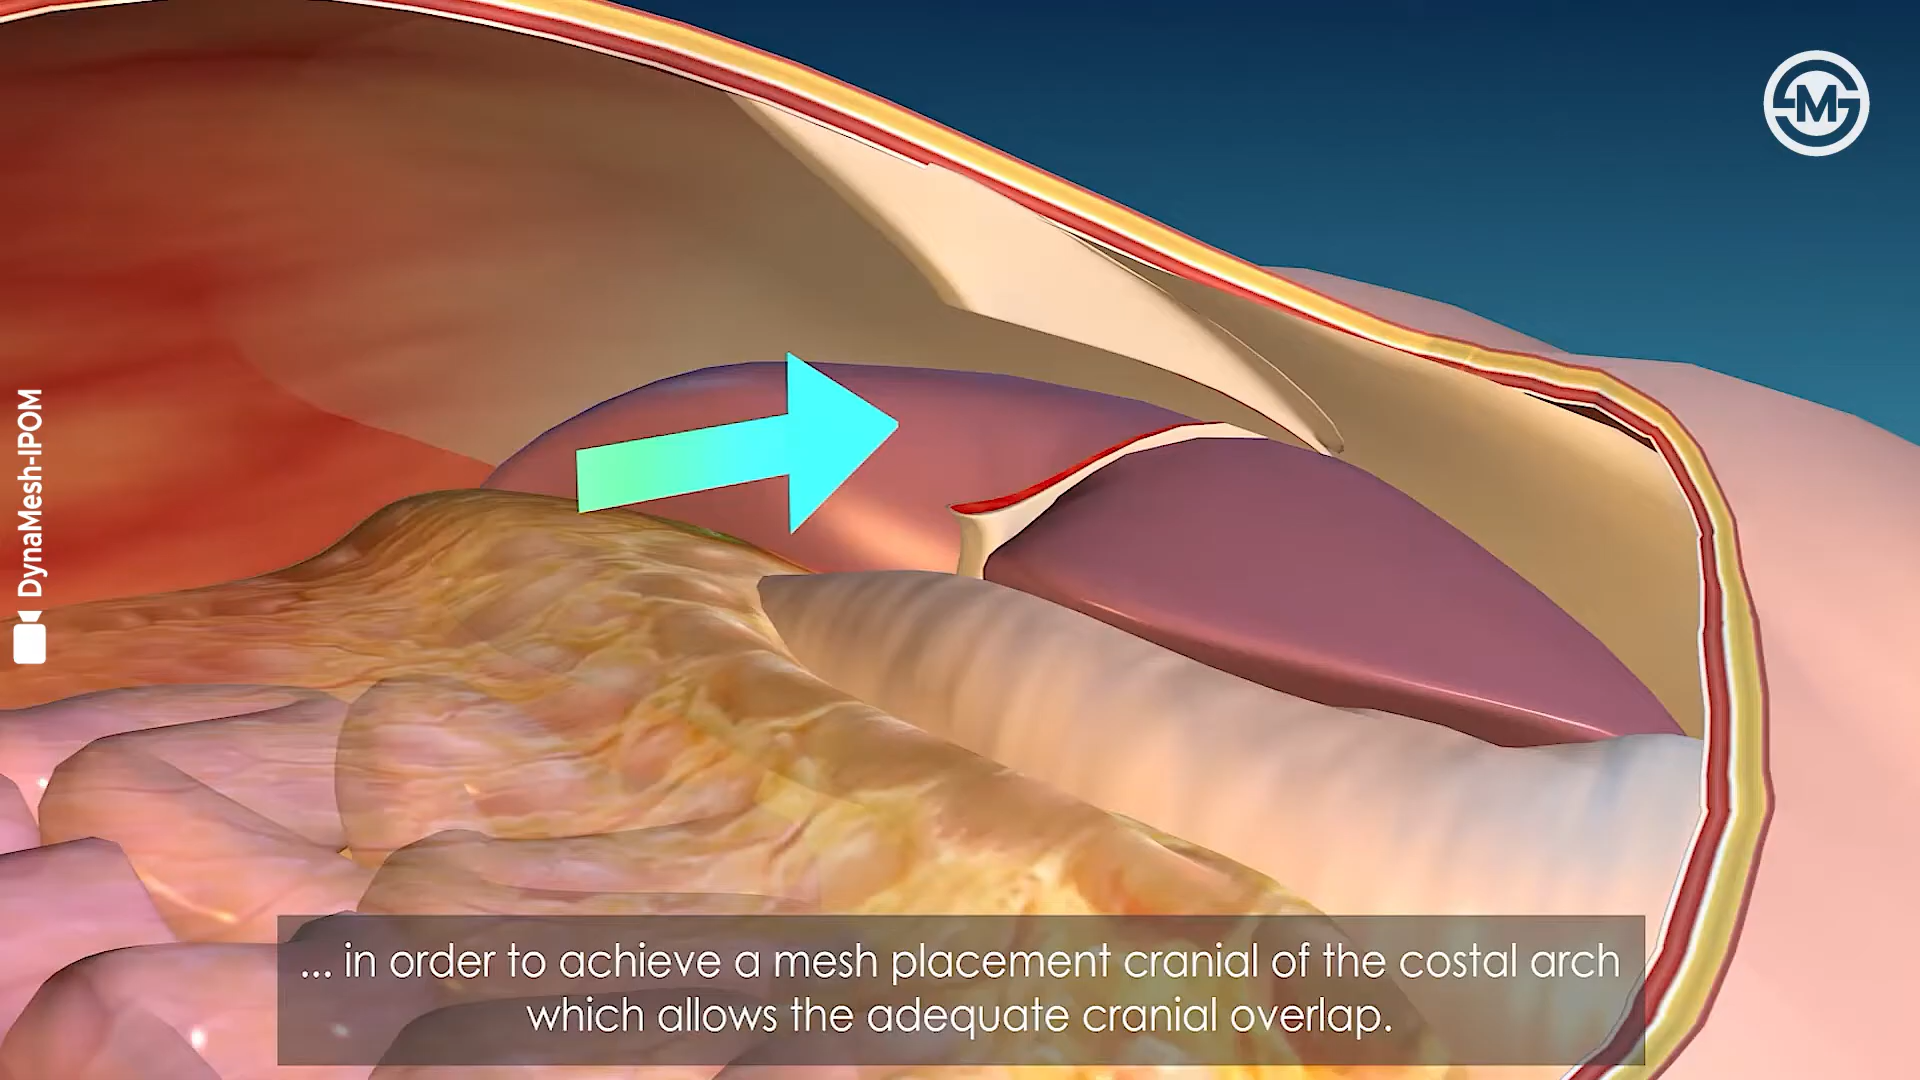 M
DynaMesh-IPOM
... in order to achieve a mesh placement cranial of the costal arch
which allows the adequate cranial overlap.